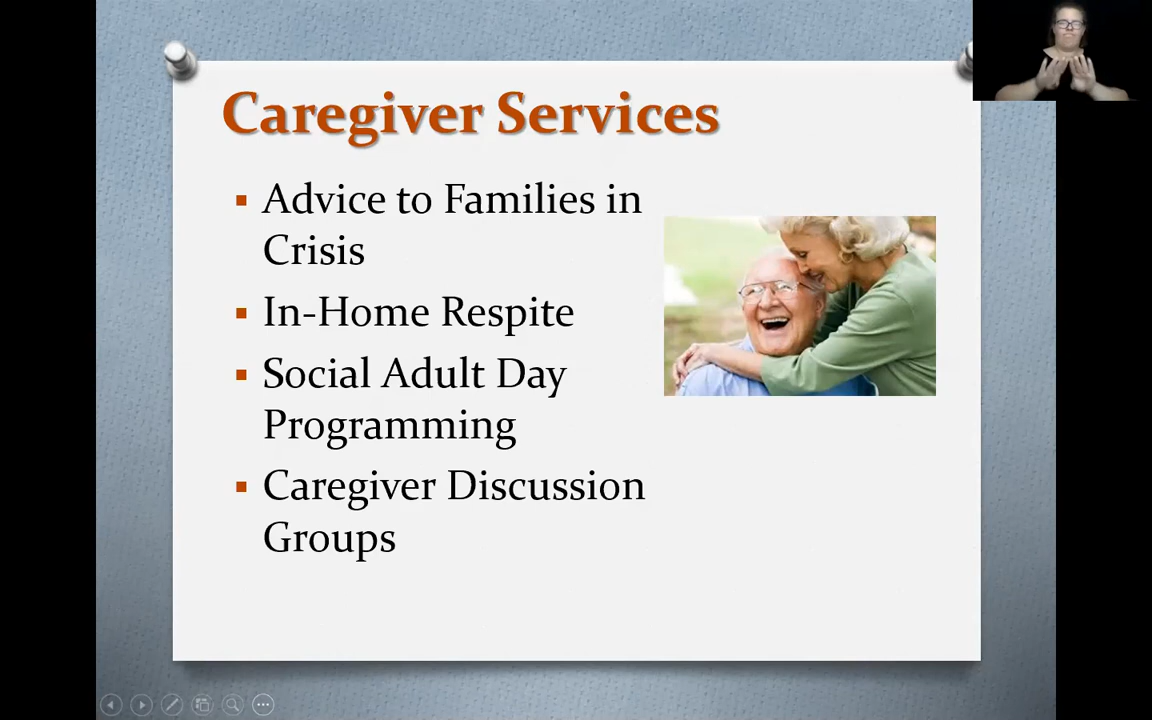 Caregiver Services
▪ Advice to Families in
Crisis
▪ In-Home Respite
▪ Social Adult Day
Programming
▪ Caregiver Discussion
Groups